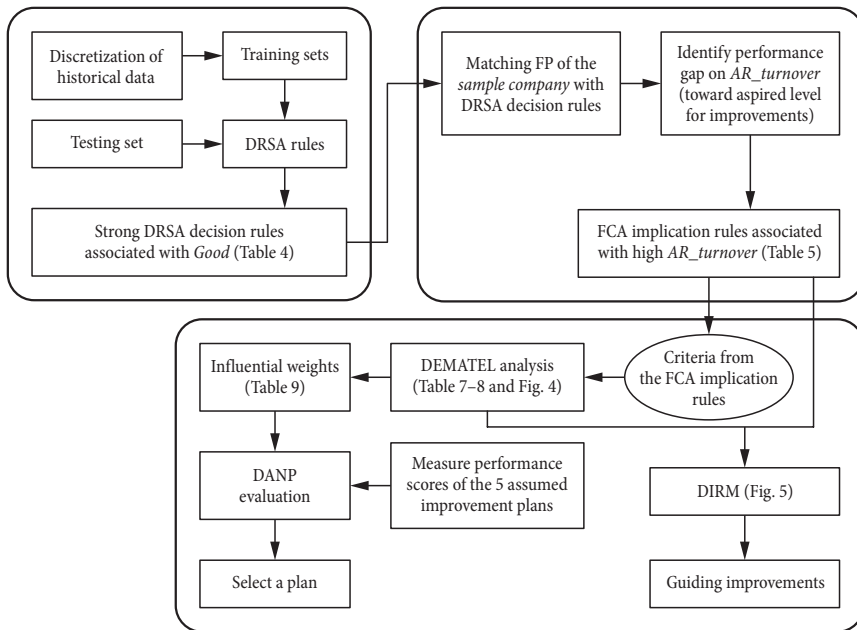 Discretization of
historical data
Training sets
Testing set
DRSA rules
Strong DRSA decision rules
associated with Good (Table 4)
Matching FP of the
sample company with
DRSA decision rules
Identify performance
gap on AR_turnover
(toward aspired level
for improvements)
FCA implication rules associated
with high AR_turnover (Table 5)
Influential weights
(Table 9)
DEMATEL analysis
(Table 7–8 and Fig. 4)
Criteria from
the FCA implication
rules
DANP
evaluation
Measure performance
scores of the 5 assumed
improvement plans
DIRM (Fig. 5)
Select a plan
Guiding improvements